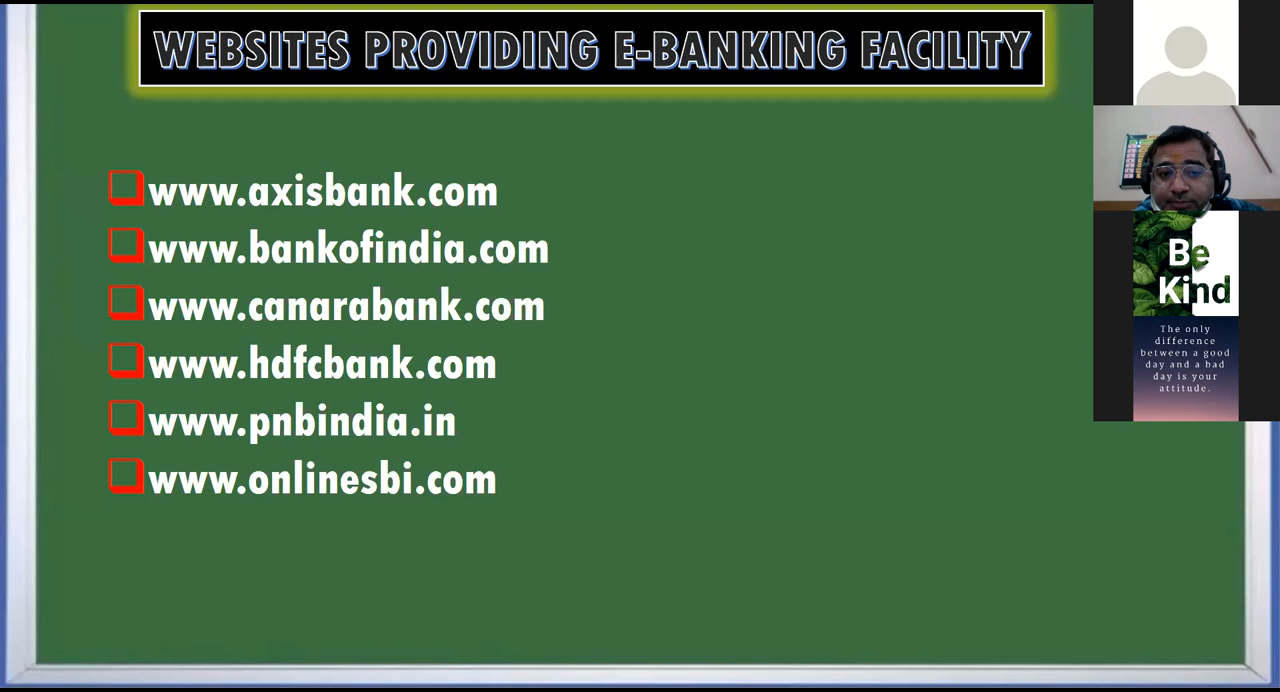 WEBSITES PROVIDING E-BANKING FACILITY
www.axisbank.com
www.bankofindia.com
www.canarabank.com
www.hdfcbank.com
www.pnbindia.in
www.onlinesbi.com
Be
Kind
The only
difference
between a good
day and a bad
day is your
attitude.